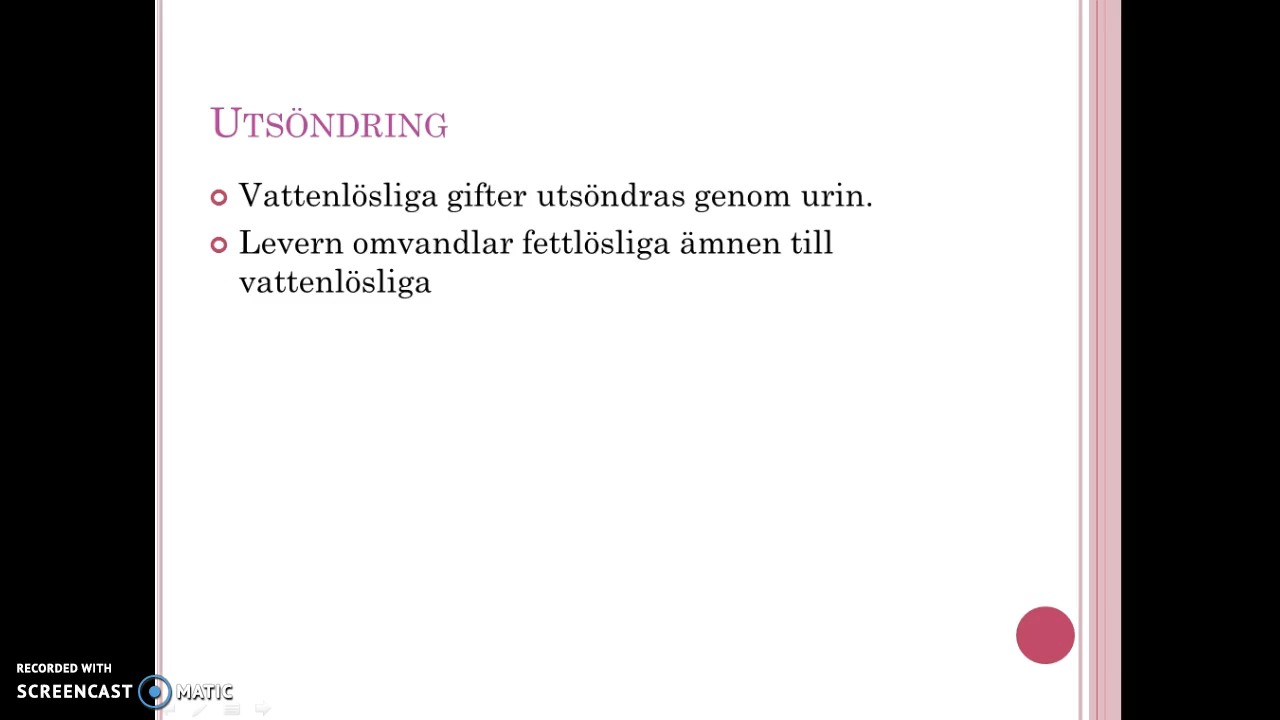 Utsöndring
Vattenlösliga gifter utsöndras genom urin.
Levern omvandlar fettlösliga ämnen till
vattenlösliga
RECORDED WITH
SCREENCAST MATIC